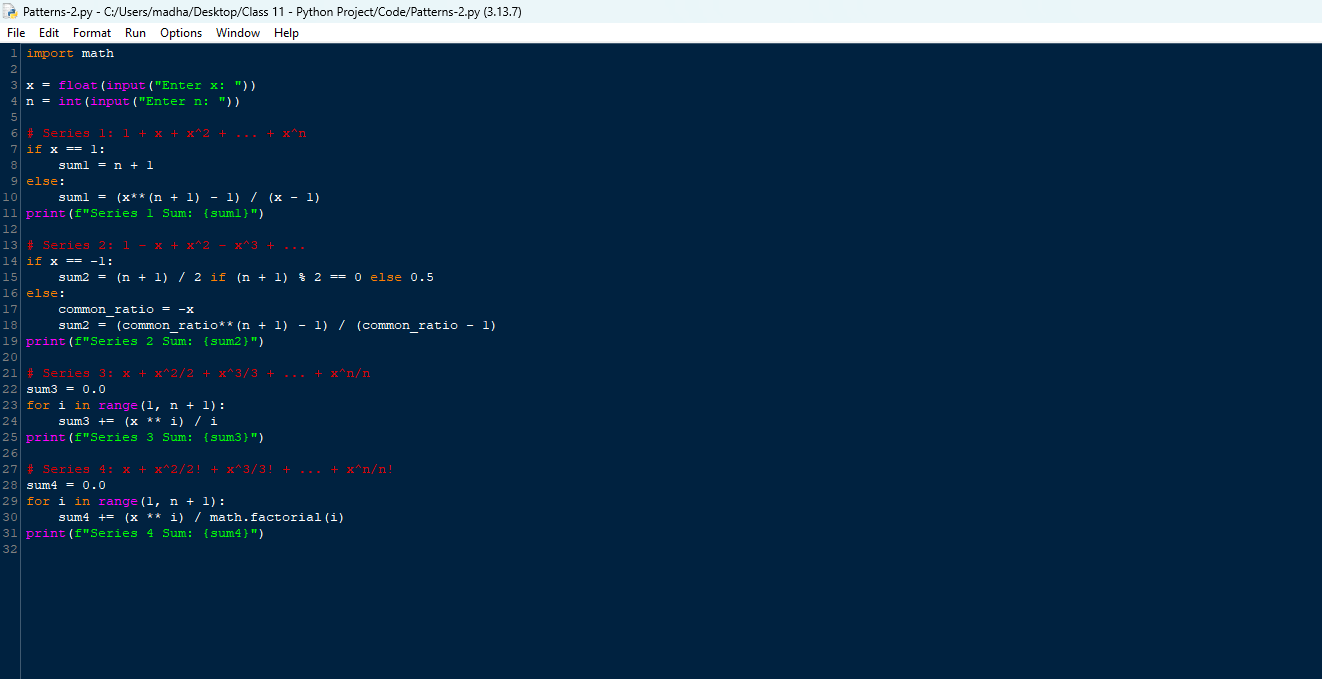 Patterns-2.py - C:/Users/madha/Desktop/Class 11 - Python Project/Code/Patterns-2.py (3.13.7)
File Edit Format Run Options Window Help
1 import math
2
3 x = float(input("Enter x: "))
4 n = int(input("Enter n: "))
5
6 # Series 1: 1 + x + x^2 + ... + x^n
7 if x == 1:
8     sum1 = n + 1
9 else:
10     sum1 = (x**(n + 1) - 1) / (x - 1)
11 print(f"Series 1 Sum: {sum1}")
12
13 # Series 2: 1 - x + x^2 - x^3 + ...
14 if x == -1:
15     sum2 = (n + 1) / 2 if (n + 1) % 2 == 0 else 0.5
16 else:
17     common_ratio = -x
18     sum2 = (common_ratio**(n + 1) - 1) / (common_ratio - 1)
19 print(f"Series 2 Sum: {sum2}")
20
21 # Series 3: x + x^2/2 + x^3/3 + ... + x^n/n
22 sum3 = 0.0
23 for i in range(1, n + 1):
24     sum3 += (x ** i) / i
25 print(f"Series 3 Sum: {sum3}")
26
27 # Series 4: x + x^2/2! + x^3/3! + ... + x^n/n!
28 sum4 = 0.0
29 for i in range(1, n + 1):
30     sum4 += (x ** i) / math.factorial(i)
31 print(f"Series 4 Sum: {sum4}")
32